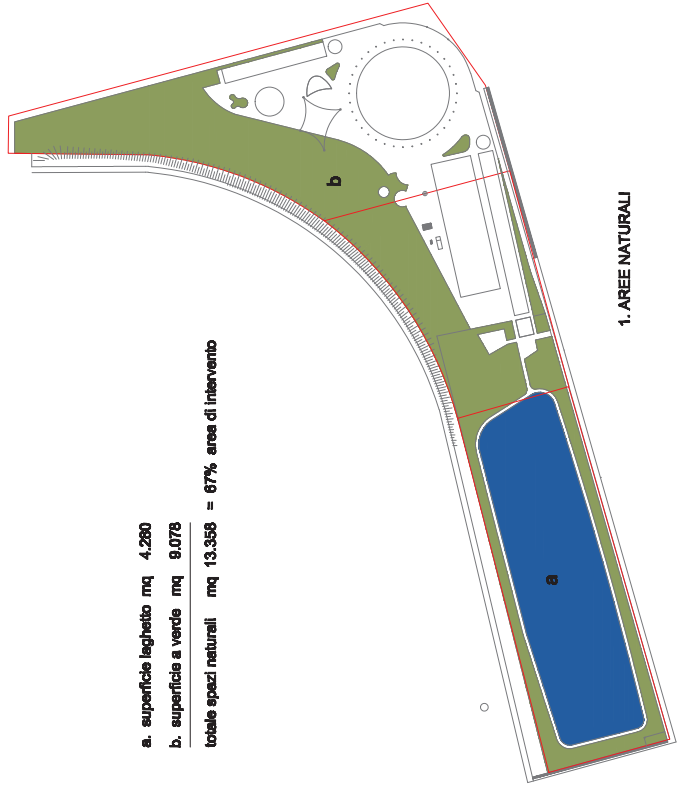 a. superficie laghetto mq 4.280
b. superficie a verde mq 9.078
totale spazi naturali mq 13.358 = 67% area di intervento
a
b
1. AREE NATURALI